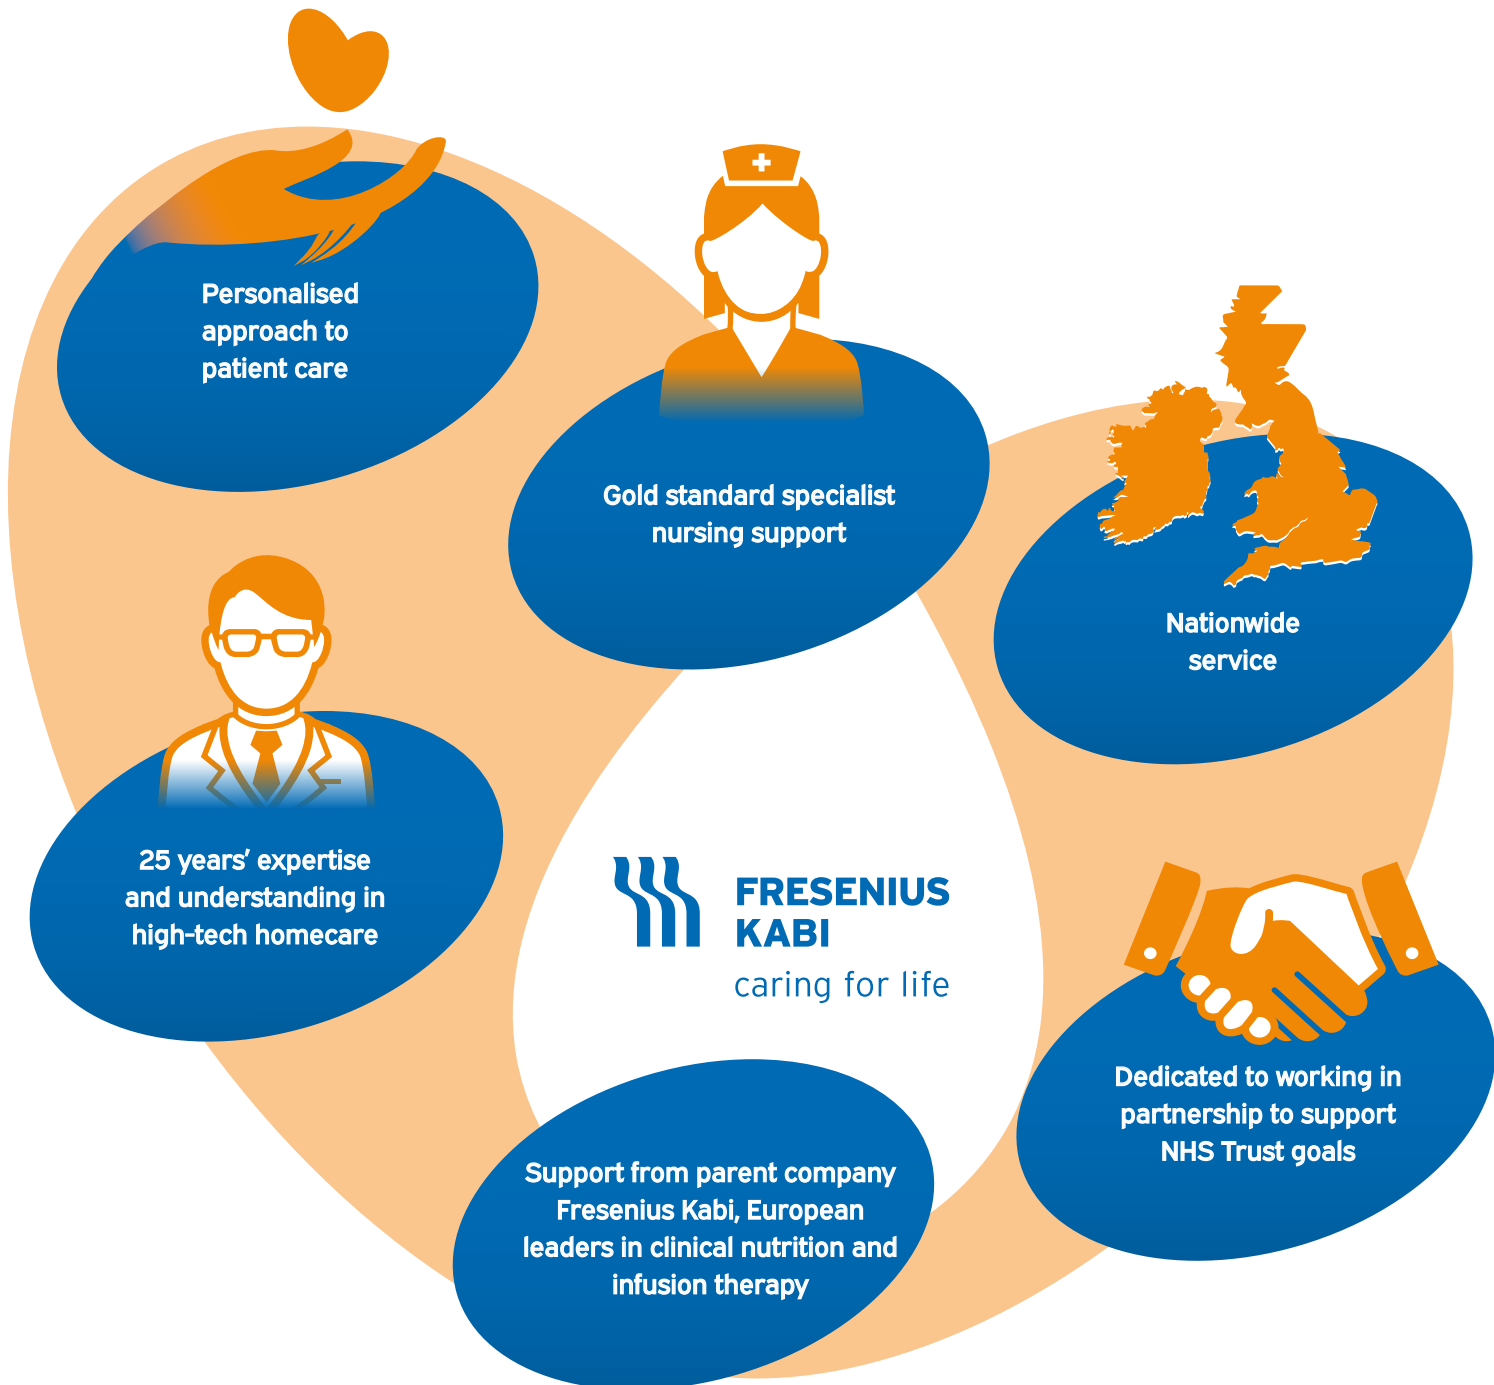 Personalised
approach to
patient care
Gold standard specialist
nursing support
Nationwide
service
25 years’ expertise
and understanding in
high-tech homecare
FRESENIUS
KABI
caring for life
Dedicated to working in
partnership to support
NHS Trust goals
Support from parent company
Fresenius Kabi, European
leaders in clinical nutrition and
infusion therapy